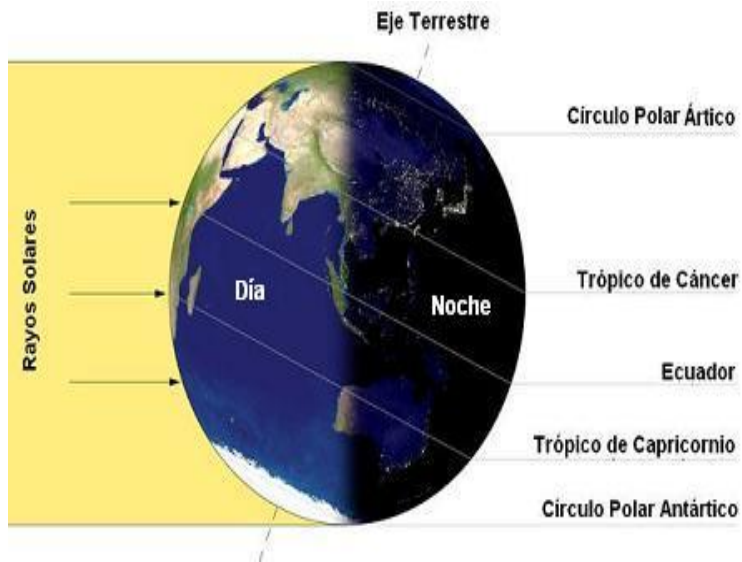 Eje Terrestre
Círculo Polar Ártico
Rayos Solares
Trópico de Cáncer
Día
Noche
Ecuador
Trópico de Capricornio
Círculo Polar Antártico